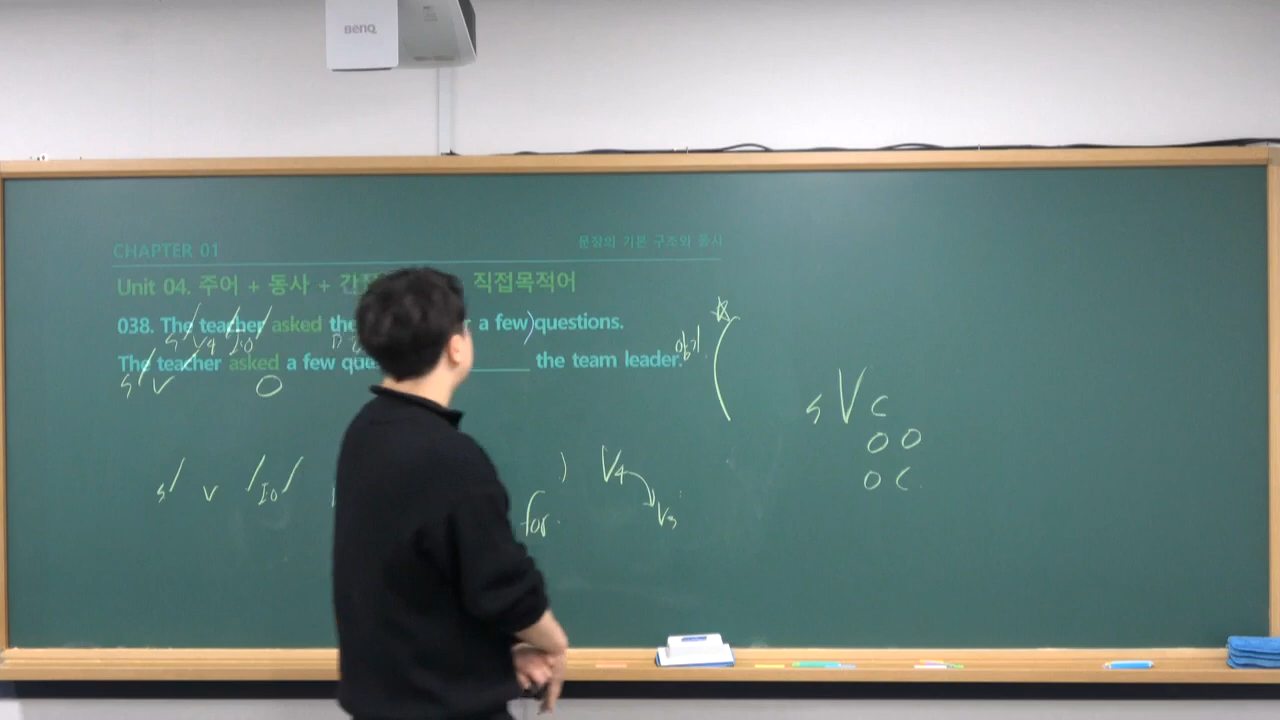 BenQ
CHAPTER 01
문장의 기본 구조와 동사
Unit 04. 주어 + 동사 + 직접목적어
038. The teacher asked the a few) questions.
S V4 IO
The teacher asked a few the team leader. 암기
S V O
S V C
O O
O C
S V IO ) V4
for V3